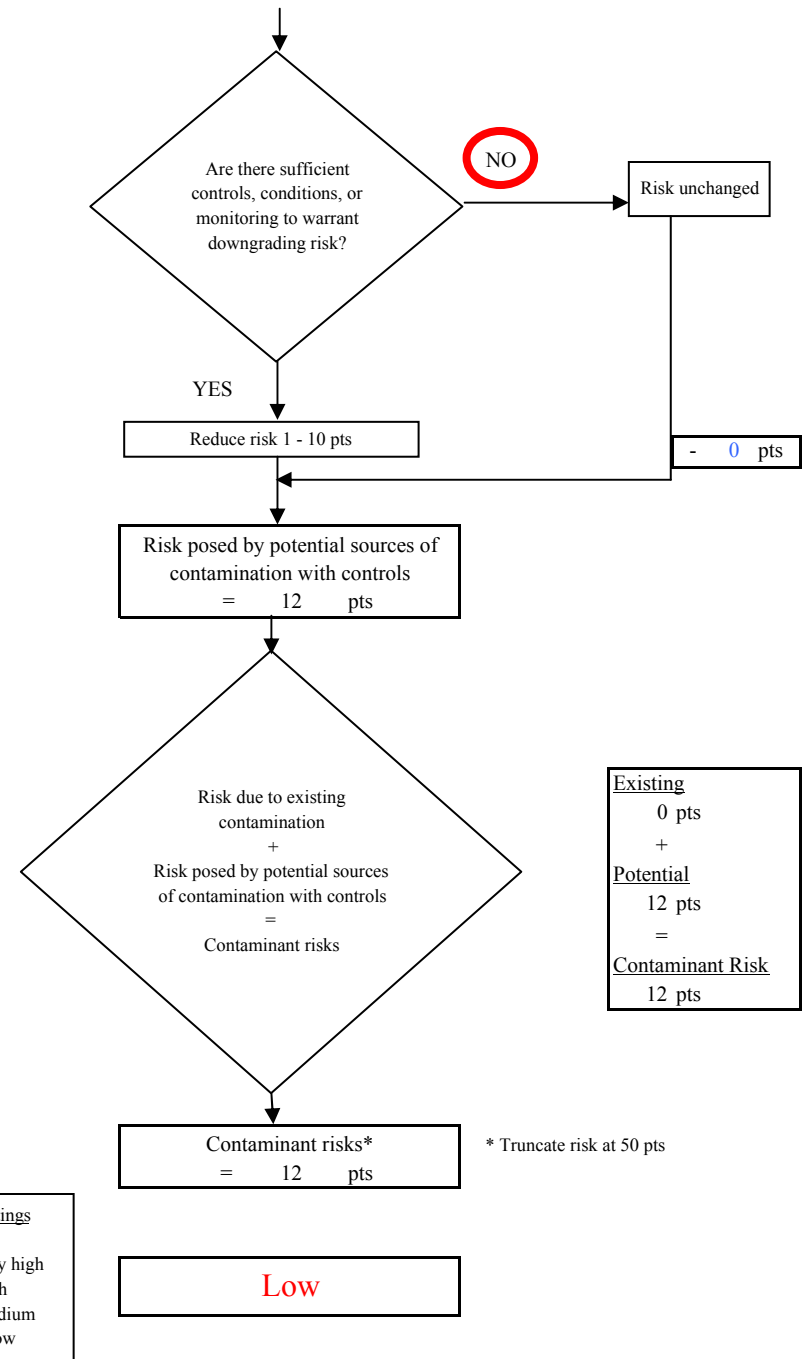 Are there sufficient
controls, conditions, or
monitoring to warrant
downgrading risk?
NO
Risk unchanged
YES
Reduce risk 1 - 10 pts
- 0 pts
Risk posed by potential sources of
contamination with controls
= 12 pts
Risk due to existing
contamination
+
Risk posed by potential sources
of contamination with controls
=
Contaminant risks
Existing
0 pts
+
Potential
12 pts
=
Contaminant Risk
12 pts
Contaminant risks*
= 12 pts
* Truncate risk at 50 pts
Low